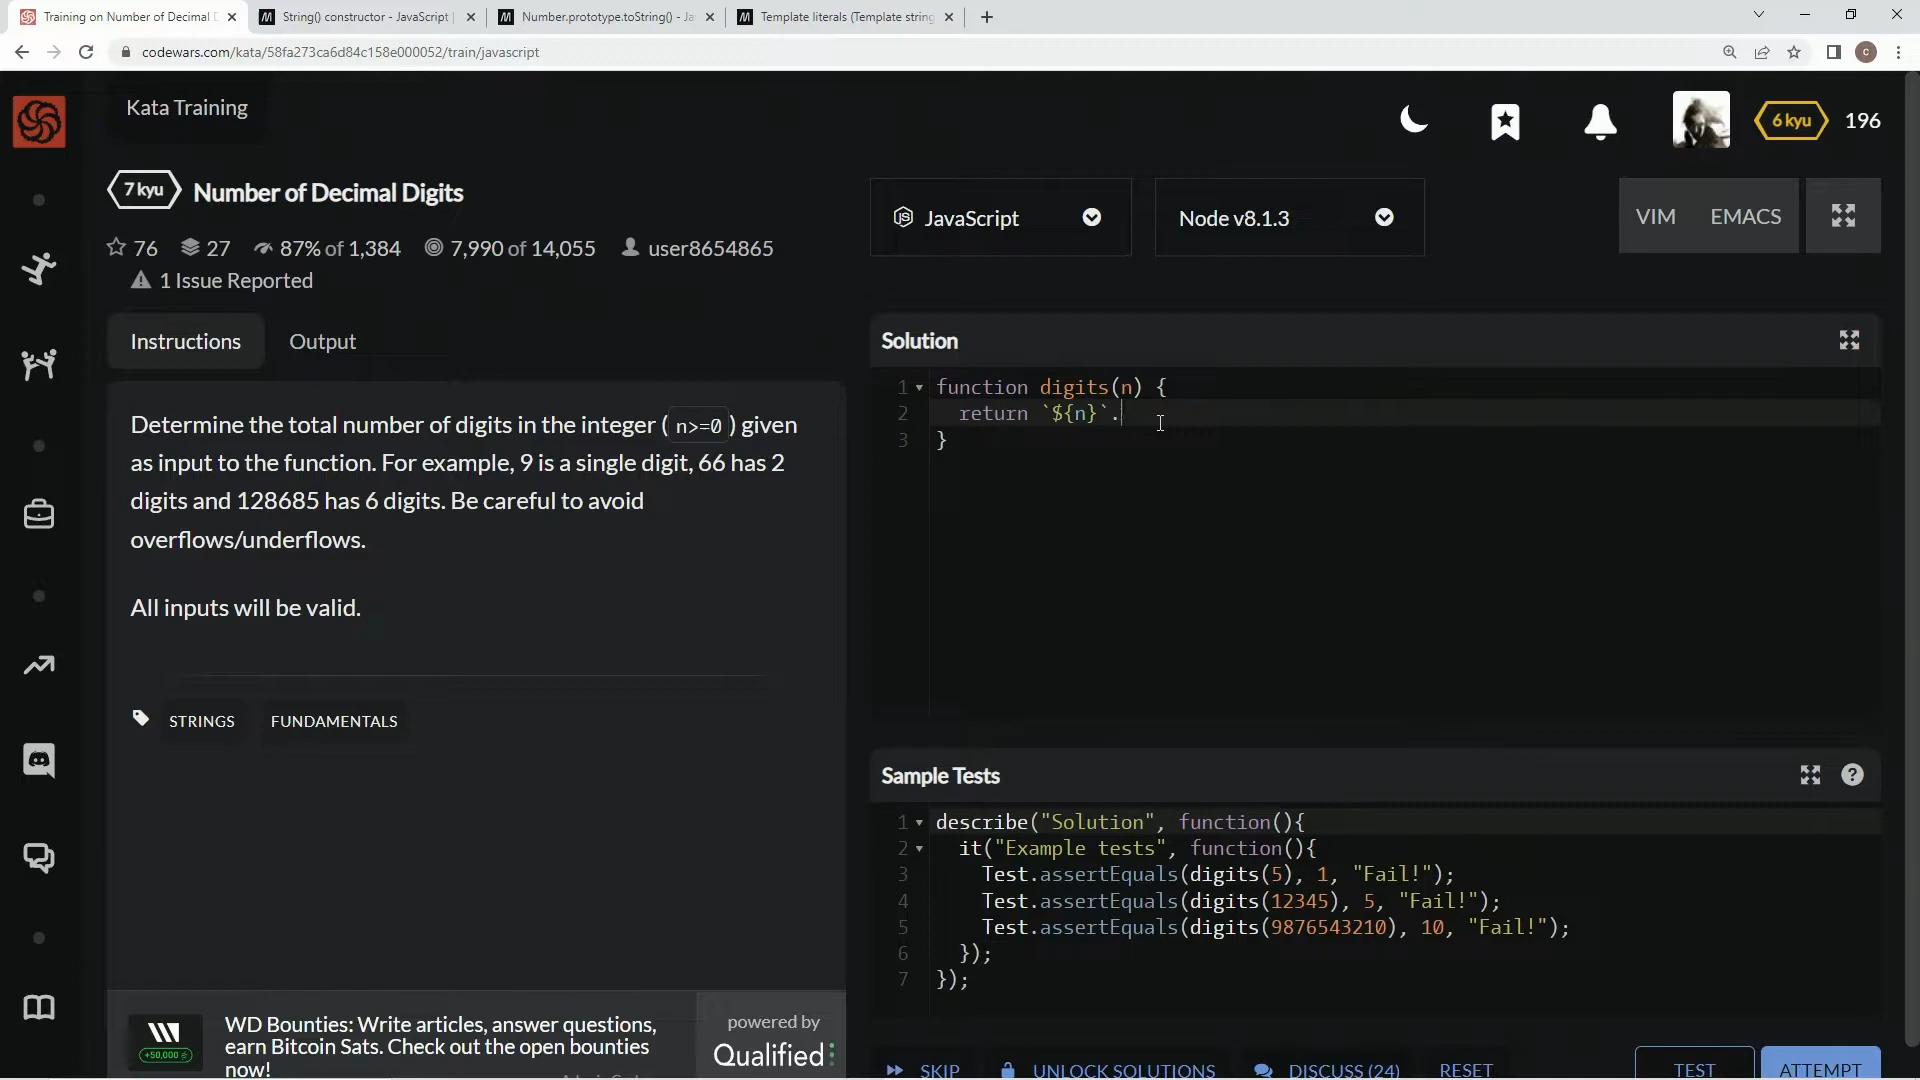 Training on Number of Decimal D
String() constructor - JavaScript |
Number.prototype.toString() - Ja
Template literals (Template string
codewars.com/kata/58fa273ca6d84c158e000052/train/javascript
C
Kata Training
6 kyu
196
7 kyu
Number of Decimal Digits
76
27
87% of 1,384
7,990 of 14,055
user8654865
1 Issue Reported
JavaScript
Node v8.1.3
VIM
EMACS
Instructions
Output
Determine the total number of digits in the integer ( n>=0 ) given
as input to the function. For example, 9 is a single digit, 66 has 2
digits and 128685 has 6 digits. Be careful to avoid
overflows/underflows.
All inputs will be valid.
STRINGS
FUNDAMENTALS
WD Bounties: Write articles, answer questions,
earn Bitcoin Sats. Check out the open bounties
now!
+50,000
powered by
Qualified
Solution
1 function digits(n) {
2 return `${n}`.
3 }
Sample Tests
1 describe("Solution", function(){
2 it("Example tests", function(){
3 Test.assertEquals(digits(5), 1, "Fail!");
4 Test.assertEquals(digits(12345), 5, "Fail!");
5 Test.assertEquals(digits(9876543210), 10, "Fail!");
6 });
7 });
SKIP
UNLOCK SOLUTIONS
DISCUSS (24)
RESET
TEST
ATTEMPT